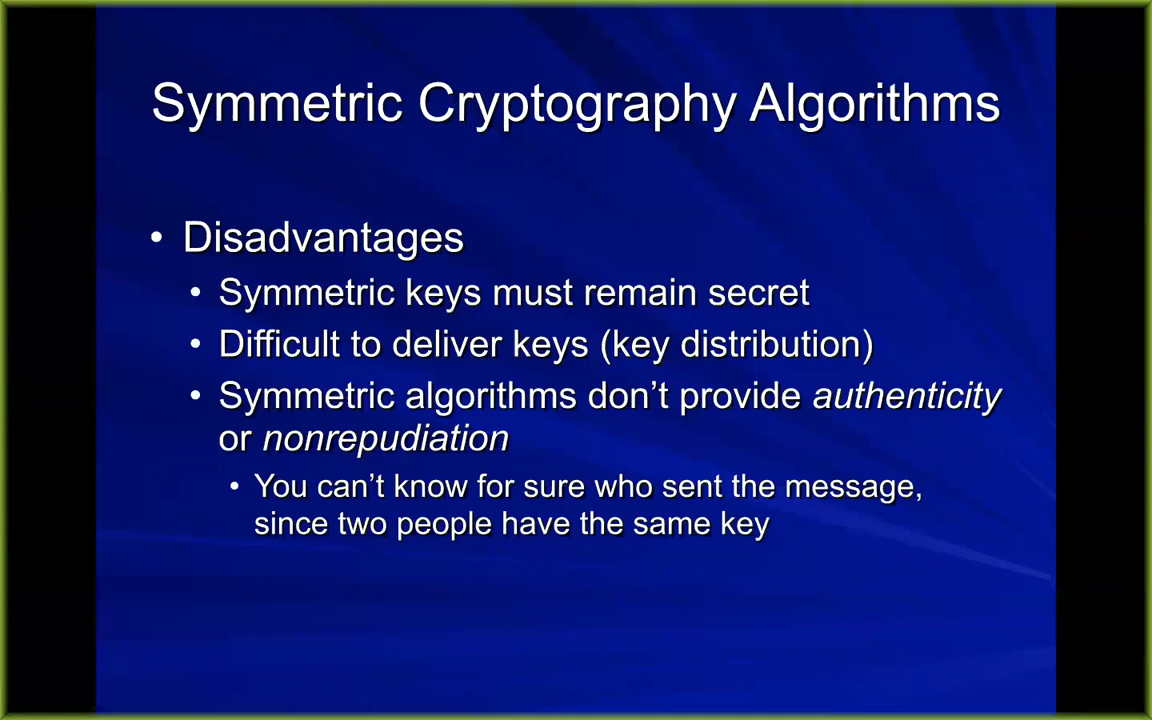 Symmetric Cryptography Algorithms
• Disadvantages
• Symmetric keys must remain secret
• Difficult to deliver keys (key distribution)
• Symmetric algorithms don’t provide authenticity
or nonrepudiation
• You can’t know for sure who sent the message,
since two people have the same key